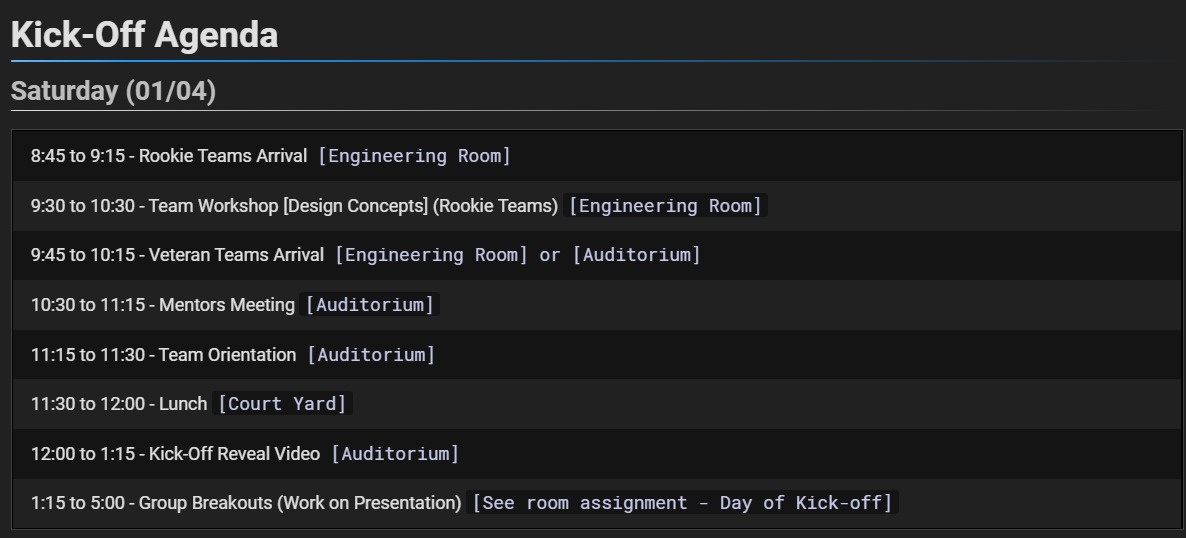 Kick-Off Agenda
Saturday (01/04)
8:45 to 9:15 - Rookie Teams Arrival [Engineering Room]
9:30 to 10:30 - Team Workshop [Design Concepts] (Rookie Teams) [Engineering Room]
9:45 to 10:15 - Veteran Teams Arrival [Engineering Room] or [Auditorium]
10:30 to 11:15 - Mentors Meeting [Auditorium]
11:15 to 11:30 - Team Orientation [Auditorium]
11:30 to 12:00 - Lunch [Court Yard]
12:00 to 1:15 - Kick-Off Reveal Video [Auditorium]
1:15 to 5:00 - Group Breakouts (Work on Presentation) [See room assignment - Day of Kick-off]